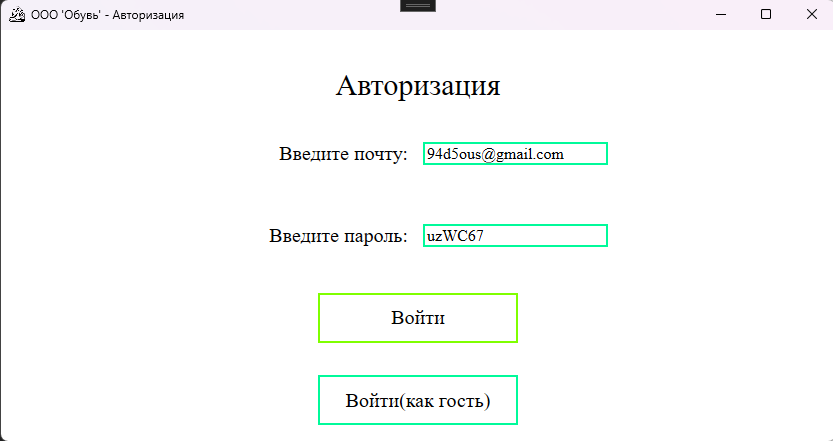 ООО 'Обувь' - Авторизация
Авторизация
Введите почту: 94d5ous@gmail.com
Введите пароль: uzWC67
Войти
Войти(как гость)